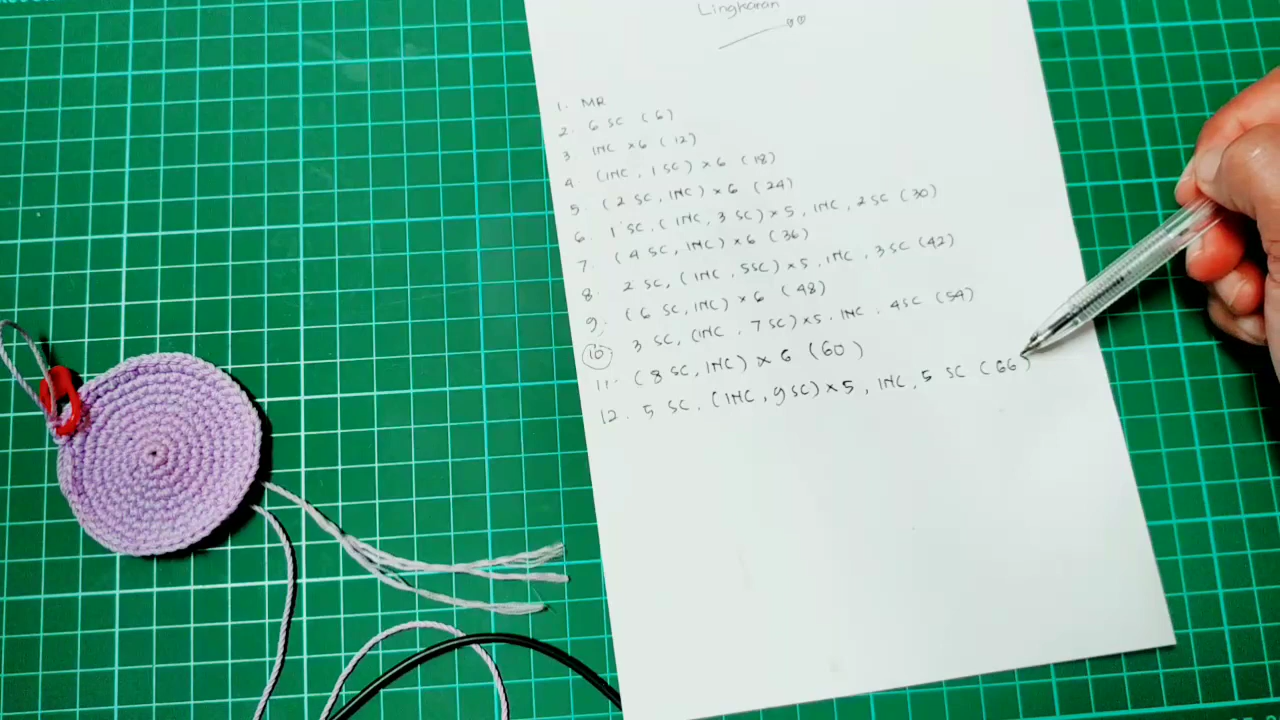 Lingkaran
1. MR
2. 6 SC (6)
3. INC x6 (12)
4. (INC, 1 SC) x 6 (18)
5. (2 SC, INC) x 6 (24)
6. 1 SC, (INC, 3 SC) x 5, INC, 2 SC (30)
7. (4 SC, INC) x 6 (36)
8. 2 SC, (INC, 5SC) x 5, INC, 3 SC (42)
9. (6 SC, INC) x 6 (48)
10 3 SC, (INC, 7 SC) x 5. INC, 4SC (54)
11. (8 SC, INC) x 6 (60)
12. 5 SC. (INC, 9 SC) x 5, INC, 5 SC (66)